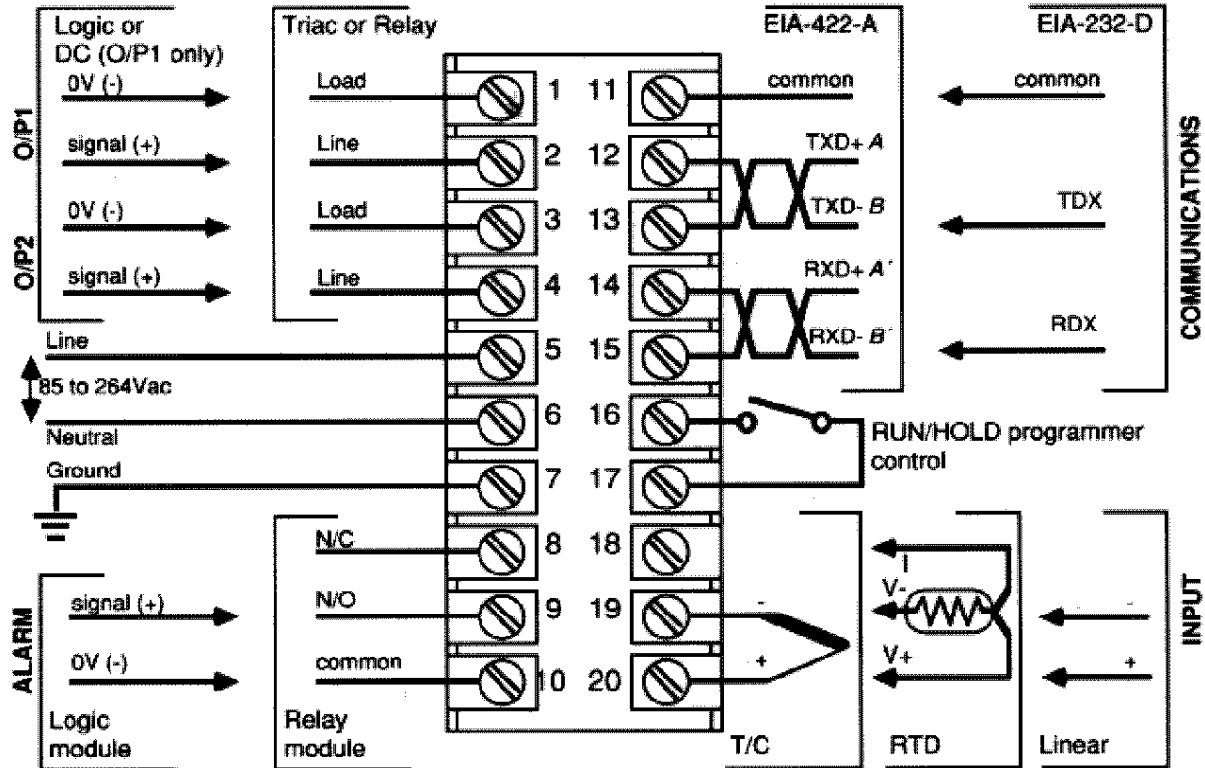 Logic or
DC (O/P1 only)
Triac or Relay
EIA-422-A
EIA-232-D
O/P1
0V (-)
Load
1
11
common
common
signal (+)
Line
2
12
TXD+ A
TXD- B
O/P2
0V (-)
Load
3
13
TDX
signal (+)
Line
4
14
RXD+ A´
RXD- B´
15
RDX
COMMUNICATIONS
Line
5
85 to 264Vac
Neutral
6
16
RUN/HOLD programmer
control
Ground
7
17
N/C
8
18
I
ALARM
signal (+)
N/O
9
19
-
V-
-
INPUT
0V (-)
common
10
20
+
V+
+
Logic
module
Relay
module
T/C
RTD
Linear